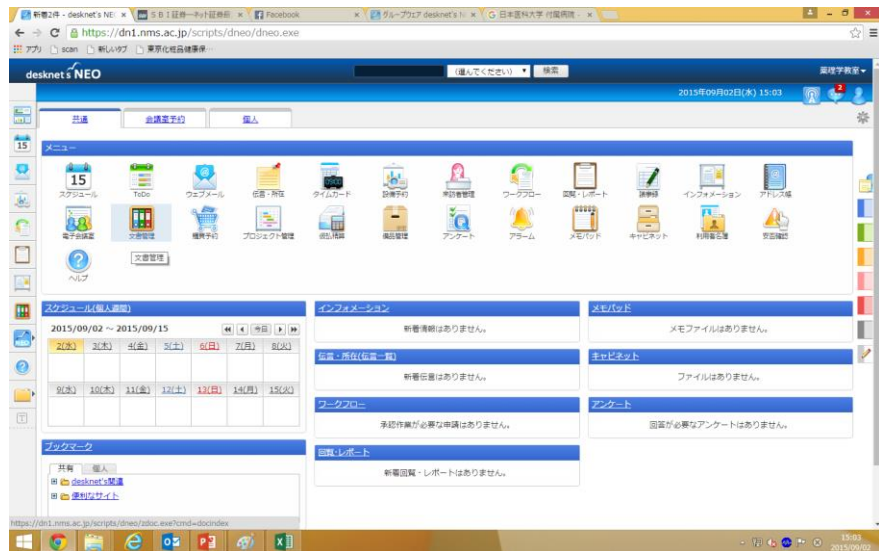 新着2件 - desknet's NE
ＳＢＩ証券－ネット証券最
Facebook
グループウェア desknet's N
日本医科大学 付属病院 -
https://dn1.nms.ac.jp/scripts/dneo/dneo.exe
アプリ scan 新しいタブ 東京化粧品健康保…
desknet's NEO
(選んでください)
検索
薬理学教室
2015年09月02日(水) 15:03
2
共通 会議室予約 個人
メニュー
15
スケジュール ToDo ウェブメール 伝言・所在 タイムカード 設備予約 来訪者管理 ワークフロー 回覧・レポート 議事録 インフォメーション アドレス帳
電子会議室 文書管理 購買予約 プロジェクト管理 仮払精算 備品管理 アンケート アラーム メモパッド キャビネット 利用者名簿 安否確認
ヘルプ
文書管理
スケジュール(個人週間)
2015/09/02 ～ 2015/09/15
今日
2(水) 3(木) 4(金) 5(土) 6(日) 7(月) 8(火)
9(水) 10(木) 11(金) 12(土) 13(日) 14(月) 15(火)
ブックマーク
共有 個人
desknet's関連
便利なサイト
インフォメーション
新着情報はありません。
伝言・所在(伝言一覧)
新着伝言はありません。
ワークフロー
承認作業が必要な申請はありません。
回覧・レポート
新着回覧・レポートはありません。
メモパッド
メモファイルはありません。
キャビネット
ファイルはありません。
アンケート
回答が必要なアンケートはありません。
https://dn1.nms.ac.jp/scripts/dneo/zdoc.exe?cmd=docindex
15:03
2015/09/02